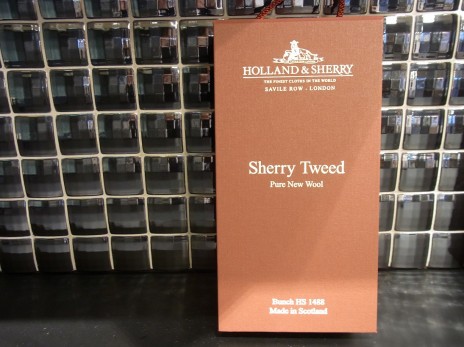 HOLLAND & SHERRY
THE FINEST CLOTHS IN THE WORLD
SAVILE ROW · LONDON
Sherry Tweed
Pure New Wool
Bunch HS 1488
Made in Scotland